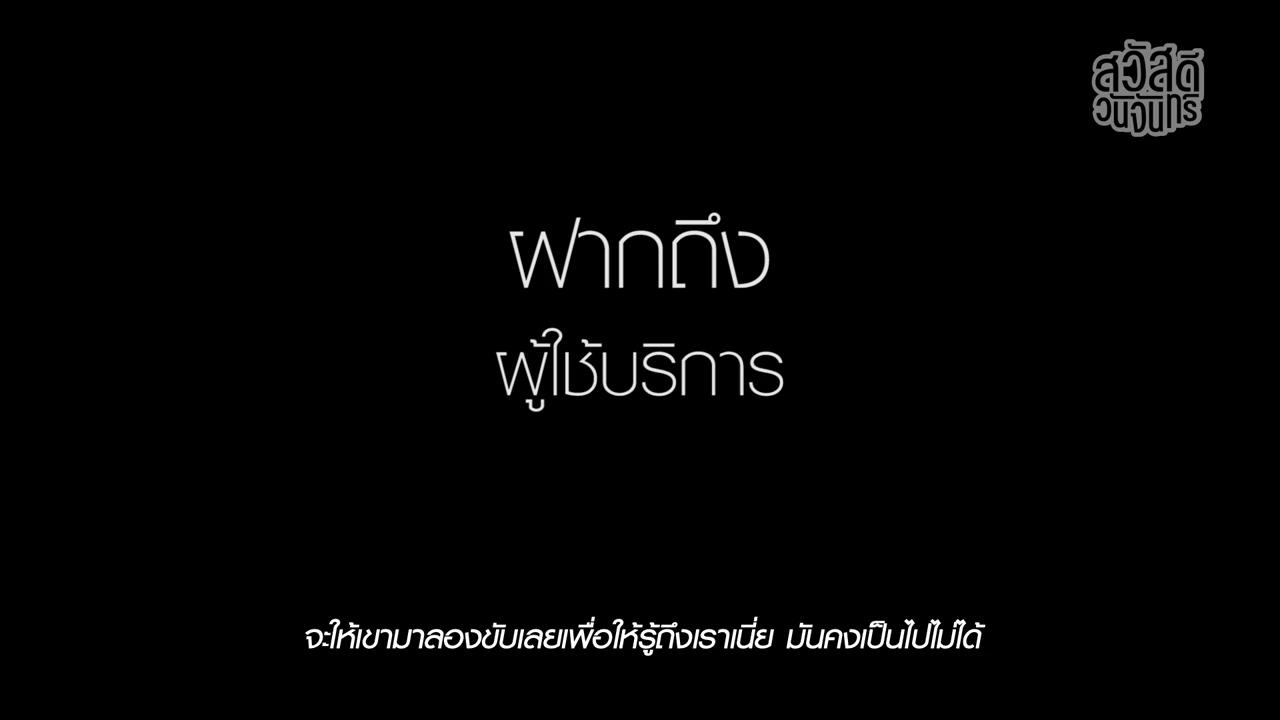 สวัสดี
วันจันทร์
ฝากถึง
ผู้ใช้บริการ
จะให้เขามาลองขับเลยเพื่อให้รู้ถึงเราเนี่ย มันคงเป็นไปไม่ได้